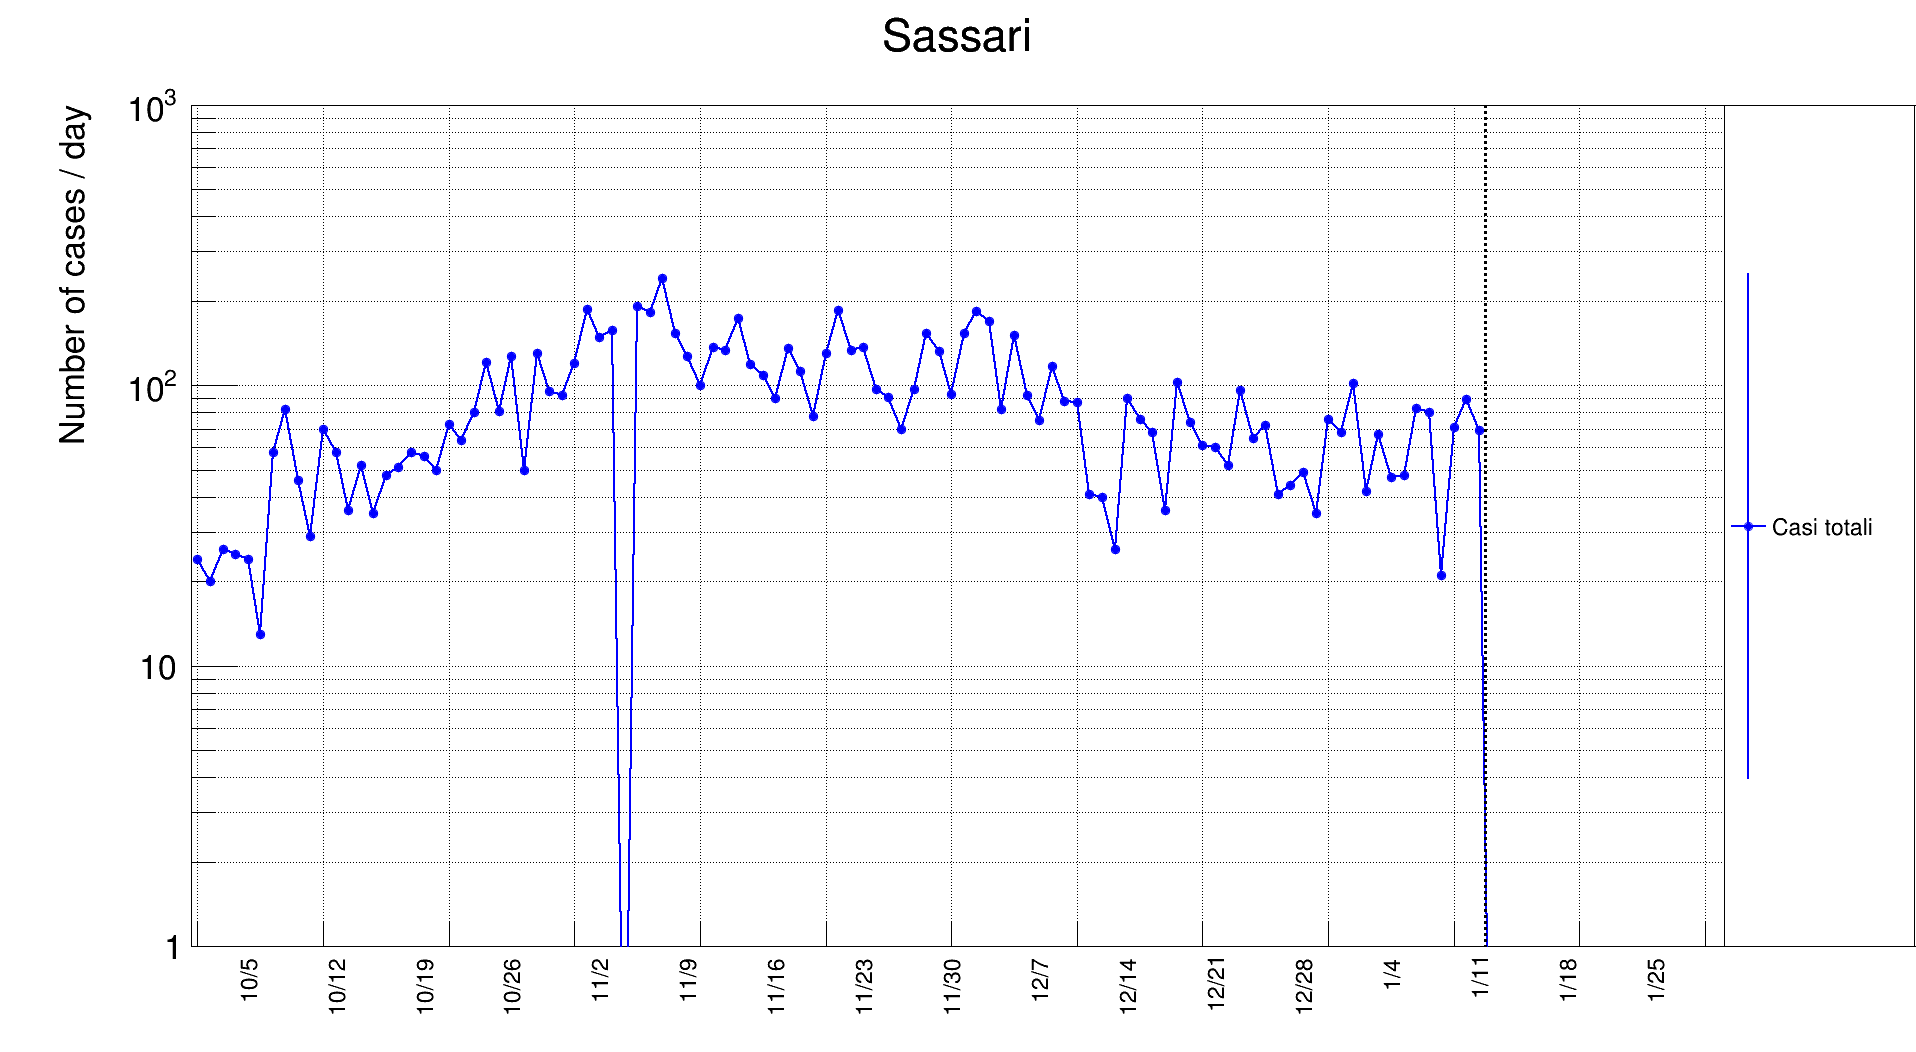 Sassari
Number of cases / day
10³
10²
10
1
10/5 10/12 10/19 10/26 11/2 11/9 11/16 11/23 11/30 12/7 12/14 12/21 12/28 1/4 1/11 1/18 1/25
Casi totali